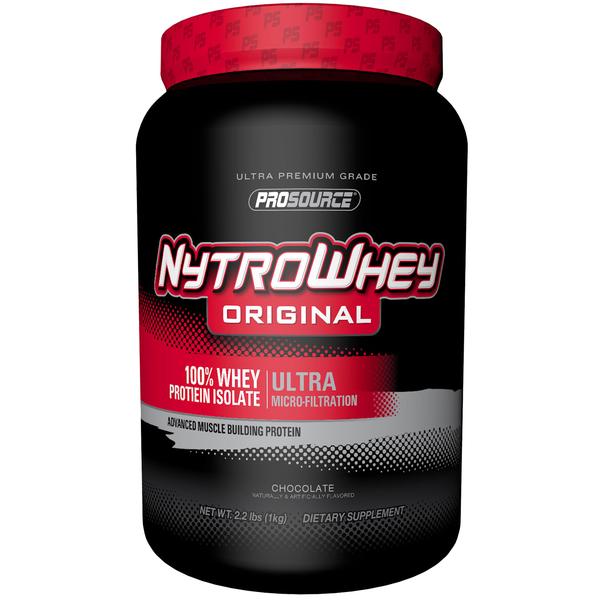 ULTRA PREMIUM GRADE
PROSOURCE®
NYTROWHEY
ORIGINAL
100% WHEY
PROTIEN ISOLATE
ULTRA
MICRO-FILTRATION
ADVANCED MUSCLE BUILDING PROTEIN
CHOCOLATE
NATURALLY & ARTIFICIALLY FLAVORED
NET WT. 2.2 lbs (1kg)
DIETARY SUPPLEMENT